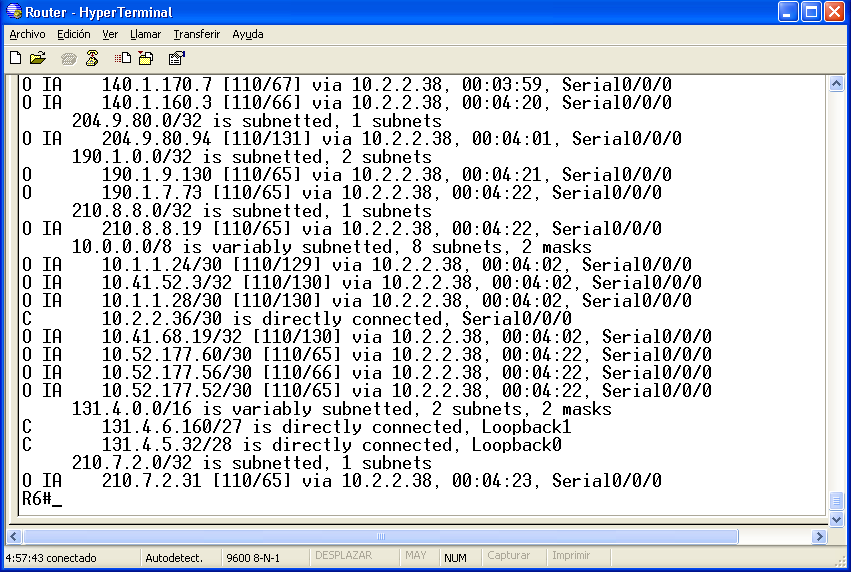 Router - HyperTerminal
Archivo Edición Ver Llamar Transferir Ayuda
O IA 140.1.170.7 [110/67] via 10.2.2.38, 00:03:59, Serial0/0/0
O IA 140.1.160.3 [110/66] via 10.2.2.38, 00:04:20, Serial0/0/0
204.9.80.0/32 is subnetted, 1 subnets
O IA 204.9.80.94 [110/131] via 10.2.2.38, 00:04:01, Serial0/0/0
190.1.0.0/32 is subnetted, 2 subnets
O 190.1.9.130 [110/65] via 10.2.2.38, 00:04:21, Serial0/0/0
O 190.1.7.73 [110/65] via 10.2.2.38, 00:04:22, Serial0/0/0
210.8.8.0/32 is subnetted, 1 subnets
O IA 210.8.8.19 [110/65] via 10.2.2.38, 00:04:22, Serial0/0/0
10.0.0.0/8 is variably subnetted, 8 subnets, 2 masks
O IA 10.1.1.24/30 [110/129] via 10.2.2.38, 00:04:02, Serial0/0/0
O IA 10.41.52.3/32 [110/130] via 10.2.2.38, 00:04:02, Serial0/0/0
O IA 10.1.1.28/30 [110/130] via 10.2.2.38, 00:04:02, Serial0/0/0
C 10.2.2.36/30 is directly connected, Serial0/0/0
O IA 10.41.68.19/32 [110/130] via 10.2.2.38, 00:04:02, Serial0/0/0
O IA 10.52.177.60/30 [110/65] via 10.2.2.38, 00:04:22, Serial0/0/0
O IA 10.52.177.56/30 [110/66] via 10.2.2.38, 00:04:22, Serial0/0/0
O IA 10.52.177.52/30 [110/65] via 10.2.2.38, 00:04:22, Serial0/0/0
131.4.0.0/16 is variably subnetted, 2 subnets, 2 masks
C 131.4.6.160/27 is directly connected, Loopback1
C 131.4.5.32/28 is directly connected, Loopback0
210.7.2.0/32 is subnetted, 1 subnets
O IA 210.7.2.31 [110/65] via 10.2.2.38, 00:04:23, Serial0/0/0
R6#_
4:57:43 conectado Autodetect. 9600 8-N-1 DESPLAZAR MAY NUM Capturar Imprimir